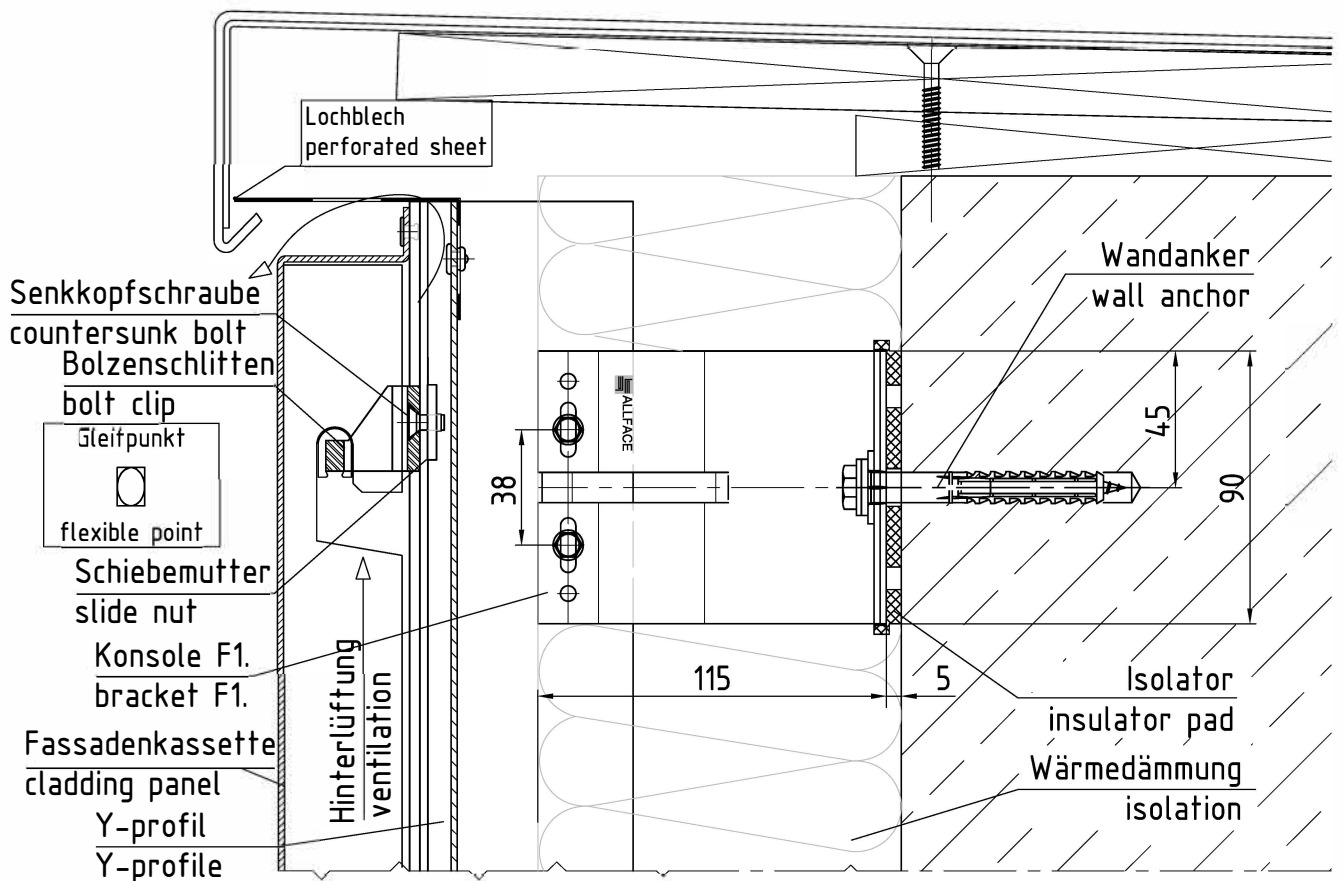 Lochblech
perforated sheet
Senkkopfschraube
countersunk bolt
Bolzenschlitten
bolt clip
Gleitpunkt
flexible point
Schiebemutter
slide nut
Konsole F1.
bracket F1.
Fassadenkassette
cladding panel
Y-profil
Y-profile
Hinterlüftung
ventilation
38
ALLFACE
115
5
Wandanker
wall anchor
45
90
Isolator
insulator pad
Wärmedämmung
isolation